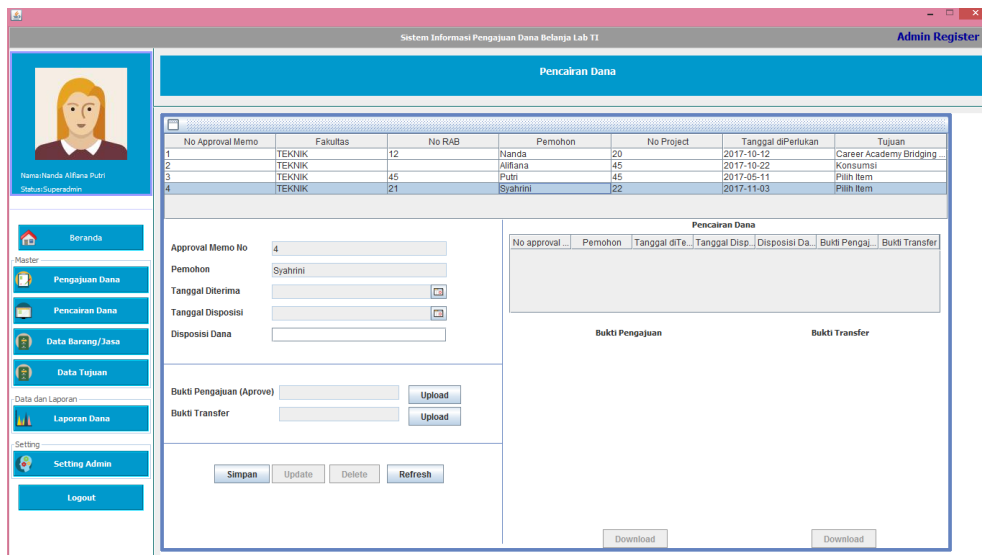 Sistem Informasi Pengajuan Dana Belanja Lab TI
Admin Register
Pencairan Dana
Nama:Nanda Alifiana Putri
Status:Superadmin
Beranda
Master
Pengajuan Dana
Pencairan Dana
Data Barang/Jasa
Data Tujuan
Data dan Laporan
Laporan Dana
Setting
Setting Admin
Logout
No Approval Memo Fakultas No RAB Pemohon No Project Tanggal diPerlukan Tujuan
1 TEKNIK 12 Nanda 20 2017-10-12 Career Academy Bridging ...
2 TEKNIK Alifiana 45 2017-10-22 Konsumsi
3 TEKNIK 45 Putri 45 2017-05-11 Pilih Item
4 TEKNIK 21 Syahrini 22 2017-11-03 Pilih Item
Approval Memo No 4
Pemohon Syahrini
Tanggal Diterima
Tanggal Disposisi
Disposisi Dana
Bukti Pengajuan (Aprove) Upload
Bukti Transfer Upload
Simpan Update Delete Refresh
Pencairan Dana
No approval ... Pemohon Tanggal diTe... Tanggal Disp... Disposisi Da... Bukti Pengaj... Bukti Transfer
Bukti Pengajuan Bukti Transfer
Download Download